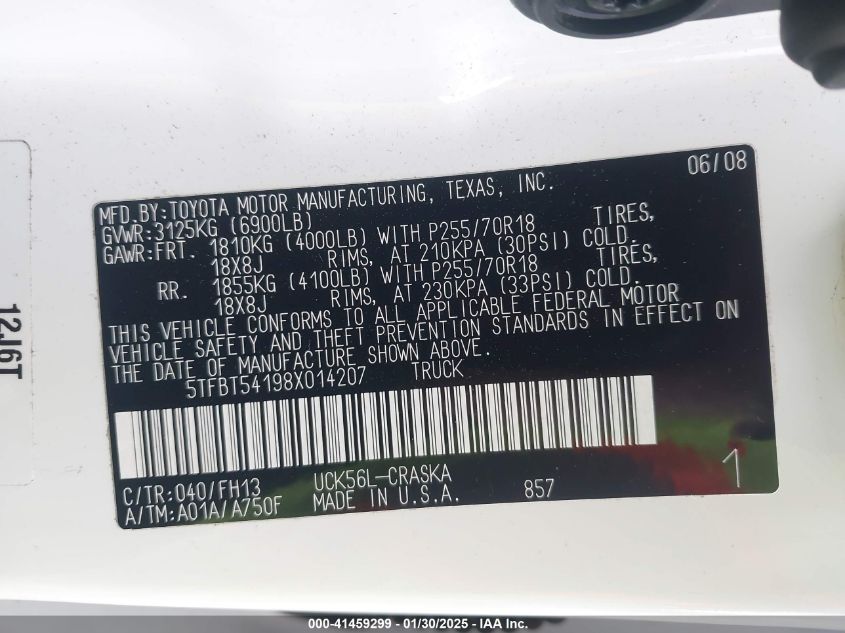 06/08
MFD.BY:TOYOTA MOTOR MANUFACTURING, TEXAS, INC.
GVWR:3125KG (6900LB)
GAWR:FRT. 1810KG (4000LB) WITH P255/70R18 TIRES,
18X8J RIMS, AT 210KPA (30PSI) COLD.
RR. 1855KG (4100LB) WITH P255/70R18 TIRES,
18X8J RIMS, AT 230KPA (33PSI) COLD.
THIS VEHICLE CONFORMS TO ALL APPLICABLE FEDERAL MOTOR
VEHICLE SAFETY AND THEFT PREVENTION STANDARDS IN EFFECT ON
THE DATE OF MANUFACTURE SHOWN ABOVE.
5TFBT54198X014207 TRUCK
C/TR:040/FH13 UCK56L-CRASKA
A/TM:A01A/A750F MADE IN U.S.A. 857
1
12J6T
000-41459299 - 01/30/2025 - IAA Inc.